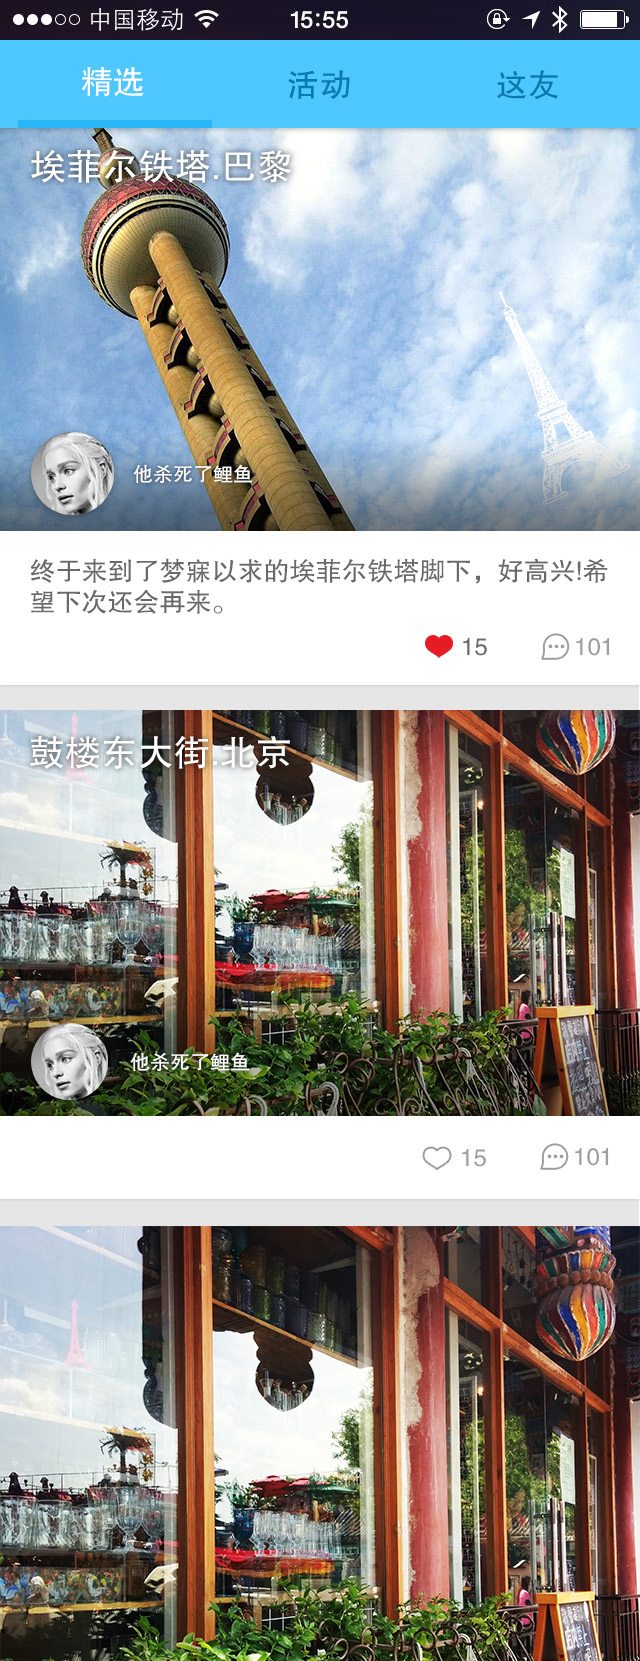 中国移动 15:55
精选 活动 这友
埃菲尔铁塔.巴黎
他杀死了鲤鱼
终于来到了梦寐以求的埃菲尔铁塔脚下，好高兴!希
望下次还会再来。
15 101
鼓楼东大街.北京
他杀死了鲤鱼
15 101